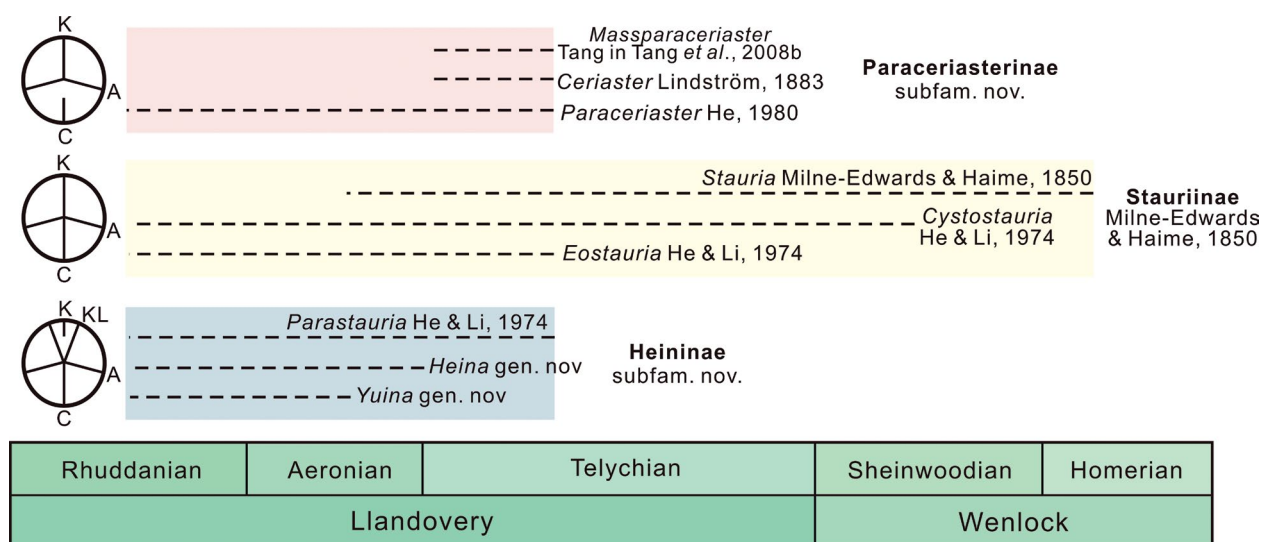 K
A
C
Massparaceriaster
Tang in Tang et al., 2008b
Ceriaster Lindström, 1883
Paraceriaster He, 1980
Paraceriasterinae
subfam. nov.
K
A
C
Stauria Milne-Edwards & Haime, 1850
Cystostauria
He & Li, 1974
Eostauria He & Li, 1974
Stauriinae
Milne-Edwards
& Haime, 1850
K KL
A
C
Parastauria He & Li, 1974
Heina gen. nov
Yuina gen. nov
Heininae
subfam. nov.
Rhuddanian Aeronian Telychian Sheinwoodian Homerian
Llandovery Wenlock